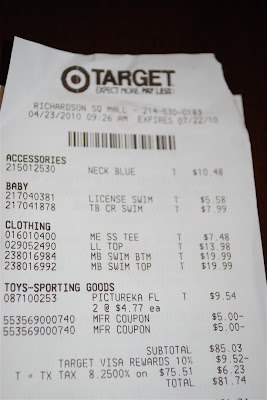 TARGET
EXPECT MORE PAY LESS.
RICHARDSON SQ MALL - 214-530-0183
04/23/2010 09:26 AM EXPIRES 07/22/10
ACCESSORIES
215012530 NECK BLUE T $10.48
BABY
217040381 LICENSE SWIM T $5.58
217041878 TB CR SWIM T $7.99
CLOTHING
016010400 ME SS TEE T $7.48
029052490 LL TOP T $13.98
238016984 MB SWIM BTM T $19.99
238016992 MB SWIM TOP T $19.99
TOYS-SPORTING GOODS
087100253 PICTUREKA FL T $9.54
2 @ $4.77 ea
553569000740 MFR COUPON $5.00-
553569000740 MFR COUPON $5.00-
SUBTOTAL $85.03
TARGET VISA REWARDS 10% $9.52-
T = TX TAX 8.2500% on $75.51 $6.23
TOTAL $81.74